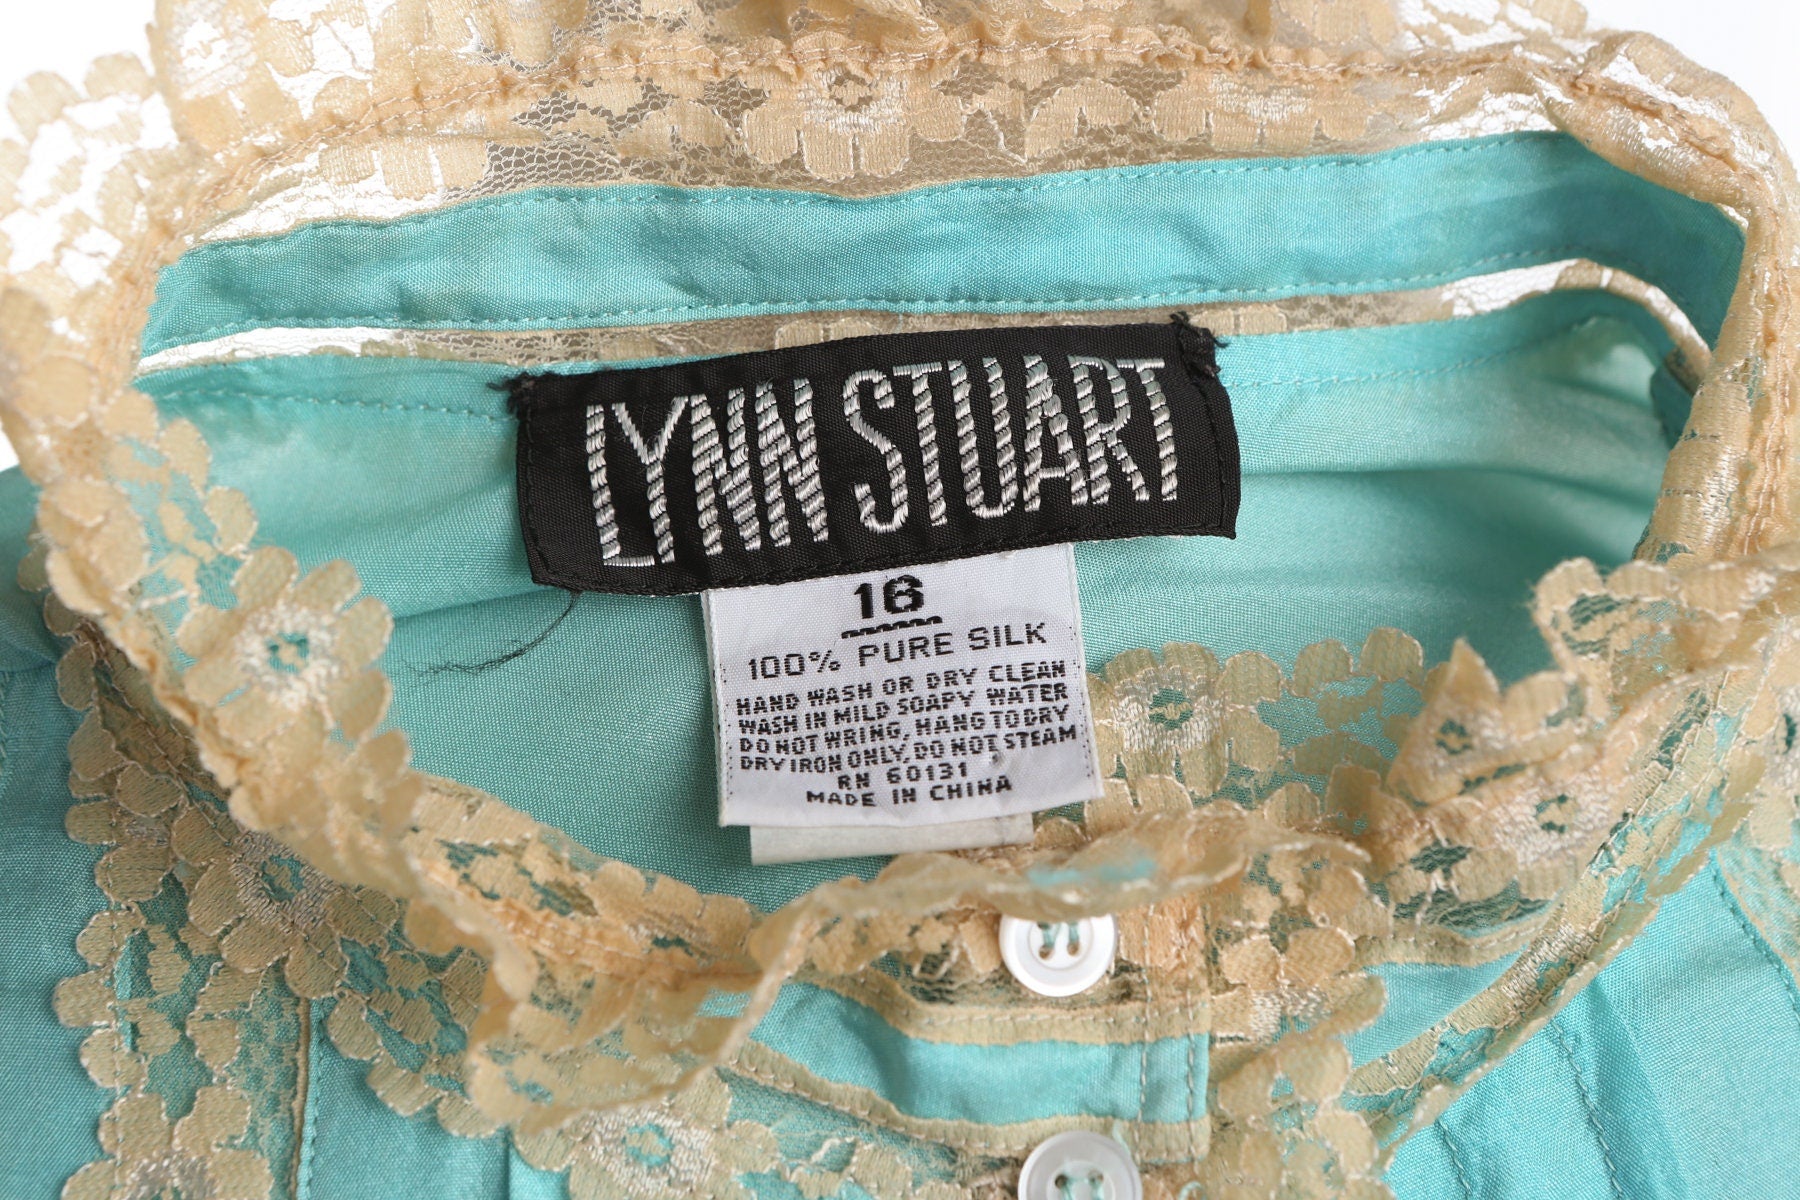 LYNN STUART
16
100% PURE SILK
HAND WASH OR DRY CLEAN
WASH IN MILD SOAPY WATER
DO NOT WRING, HANG TO DRY
DRY IRON ONLY, DO NOT STEAM
RN 60131
MADE IN CHINA